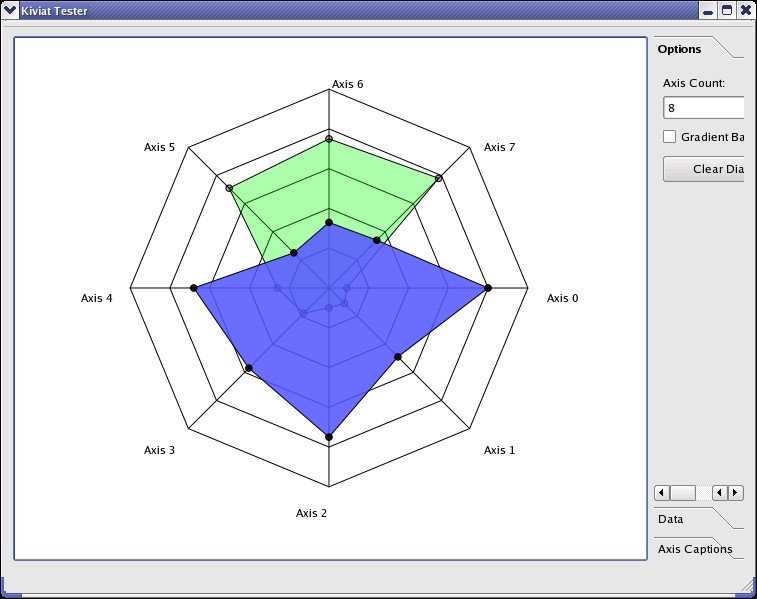 Kiviat Tester
Options
Axis 6
Axis Count:
8
Axis 5
Axis 7
Gradient Ba
Clear Dia
Axis 4
Axis 0
Axis 3
Axis 1
Axis 2
Data
Axis Captions